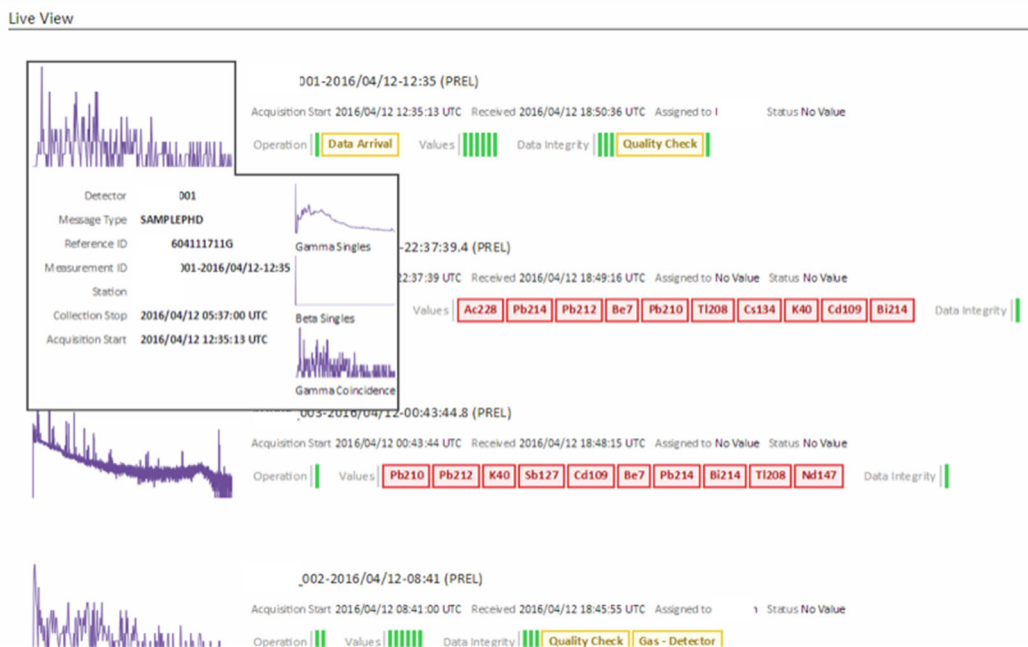 Live View
001-2016/04/12-12:35 (PREL)
Acquisition Start 2016/04/12 12:35:13 UTC Received 2016/04/12 18:50:36 UTC Assigned to Status No Value
Operation Data Arrival Values Data Integrity Quality Check
Detector 001
Message Type SAMPLEPHD
Reference ID 604111711G
Measurement ID 001-2016/04/12-12:35
Station
Collection Stop 2016/04/12 05:37:00 UTC
Acquisition Start 2016/04/12 12:35:13 UTC
Gamma Singles
Beta Singles
Gamma Coincidence
-22:37:39.4 (PREL)
22:37:39 UTC Received 2016/04/12 18:49:16 UTC Assigned to No Value Status No Value
Values Ac228 Pb214 Pb212 Be7 Pb210 Tl208 Cs134 K40 Cd109 Bi214 Data Integrity
_003-2016/04/12-00:43:44.8 (PREL)
Acquisition Start 2016/04/12 00:43:44 UTC Received 2016/04/12 18:48:15 UTC Assigned to No Value Status No Value
Operation Values Pb210 Pb212 K40 Sb127 Cd109 Be7 Pb214 Bi214 Tl208 Nd147 Data Integrity
_002-2016/04/12-08:41 (PREL)
Acquisition Start 2016/04/12 08:41:00 UTC Received 2016/04/12 18:45:55 UTC Assigned to Status No Value
Operation Values Data Integrity Quality Check Gas - Detector